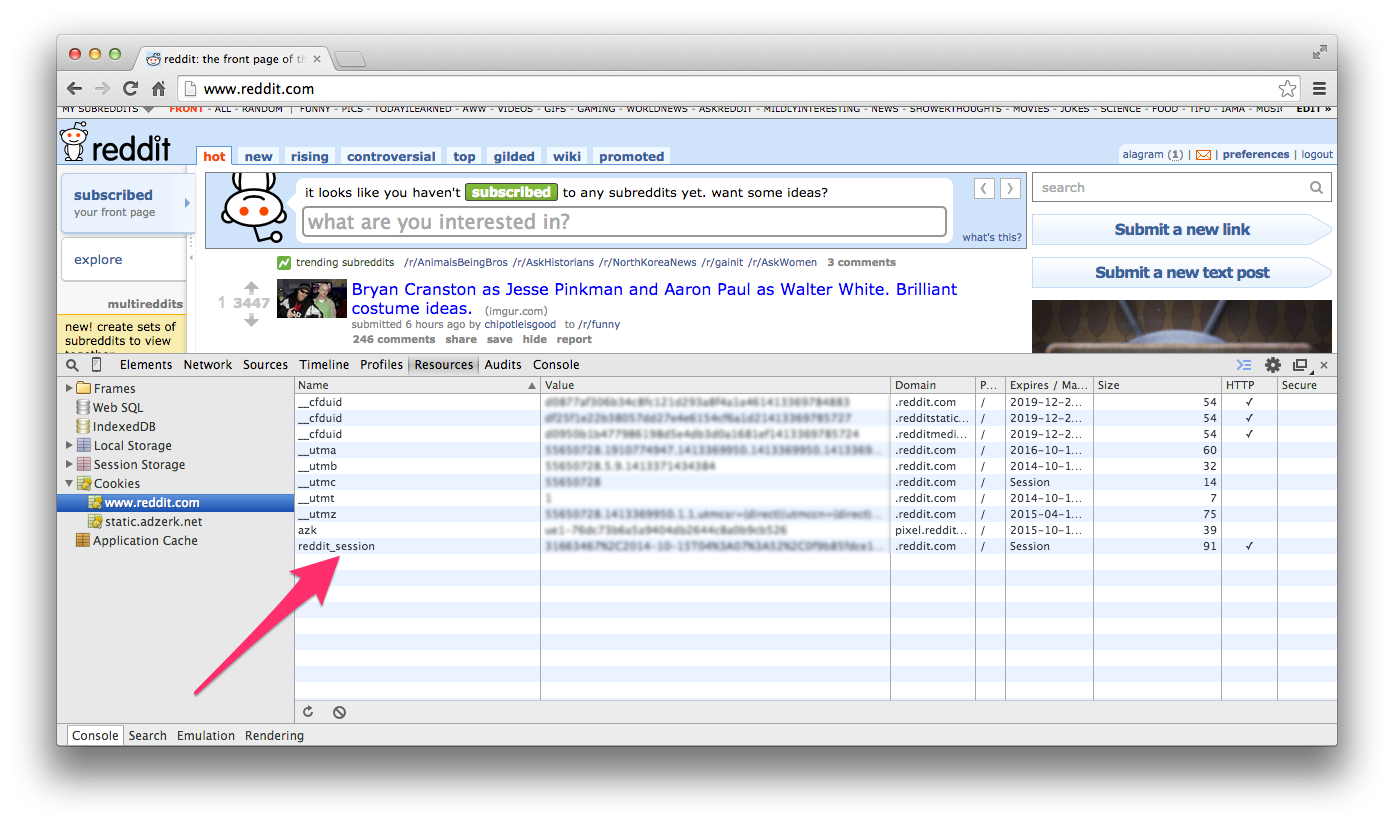 reddit: the front page of th
www.reddit.com
MY SUBREDDITS FRONT - ALL - RANDOM | FUNNY - PICS - TODAYILEARNED - AWW - VIDEOS - GIFS - GAMING - WORLDNEWS - ASKREDDIT - MILDLYINTERESTING - NEWS - SHOWERTHOUGHTS - MOVIES - JOKES - SCIENCE - FOOD - TIFU - IAMA - MUSIC EDIT »
reddit hot new rising controversial top gilded wiki promoted alagram (1) | | preferences | logout
subscribed
your front page
explore
multireddits
new! create sets of
subreddits to view
together
it looks like you haven't subscribed to any subreddits yet. want some ideas?
what are you interested in?
what's this?
search
Submit a new link
Submit a new text post
trending subreddits /r/AnimalsBeingBros /r/AskHistorians /r/NorthKoreaNews /r/gainit /r/AskWomen 3 comments
1 3447
Bryan Cranston as Jesse Pinkman and Aaron Paul as Walter White. Brilliant
costume ideas. (imgur.com)
submitted 6 hours ago by chipotleisgood to /r/funny
246 comments share save hide report
Elements Network Sources Timeline Profiles Resources Audits Console
Frames
Web SQL
IndexedDB
Local Storage
Session Storage
Cookies
www.reddit.com
static.adzerk.net
Application Cache
Name Value Domain P... Expires / Ma... Size HTTP Secure
__cfduid .reddit.com / 2019-12-2... 54 ✓
__cfduid .redditstatic... / 2019-12-2... 54 ✓
__cfduid .redditmedi... / 2019-12-2... 54 ✓
__utma .reddit.com / 2016-10-1... 60
__utmb .reddit.com / 2014-10-1... 32
__utmc .reddit.com / Session 14
__utmt .reddit.com / 2014-10-1... 7
__utmz .reddit.com / 2015-04-1... 75
azk pixel.reddit... / 2015-10-1... 39
reddit_session .reddit.com / Session 91 ✓
Console Search Emulation Rendering